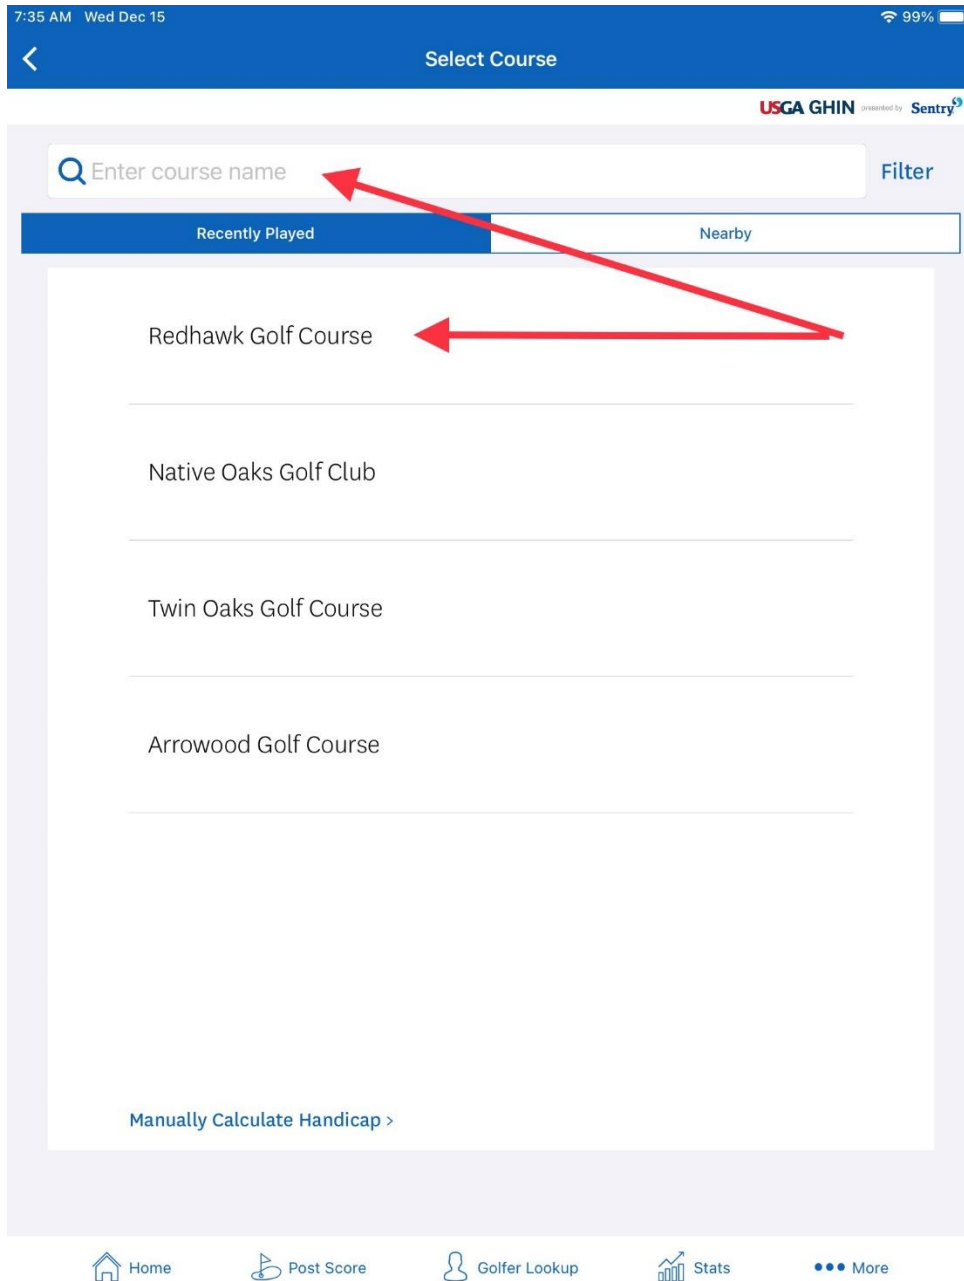 7:35 AM Wed Dec 15 99%
Select Course
USGA GHIN presented by Sentry
Enter course name Filter
Recently Played Nearby
Redhawk Golf Course
Native Oaks Golf Club
Twin Oaks Golf Course
Arrowood Golf Course
Manually Calculate Handicap >
Home Post Score Golfer Lookup Stats More